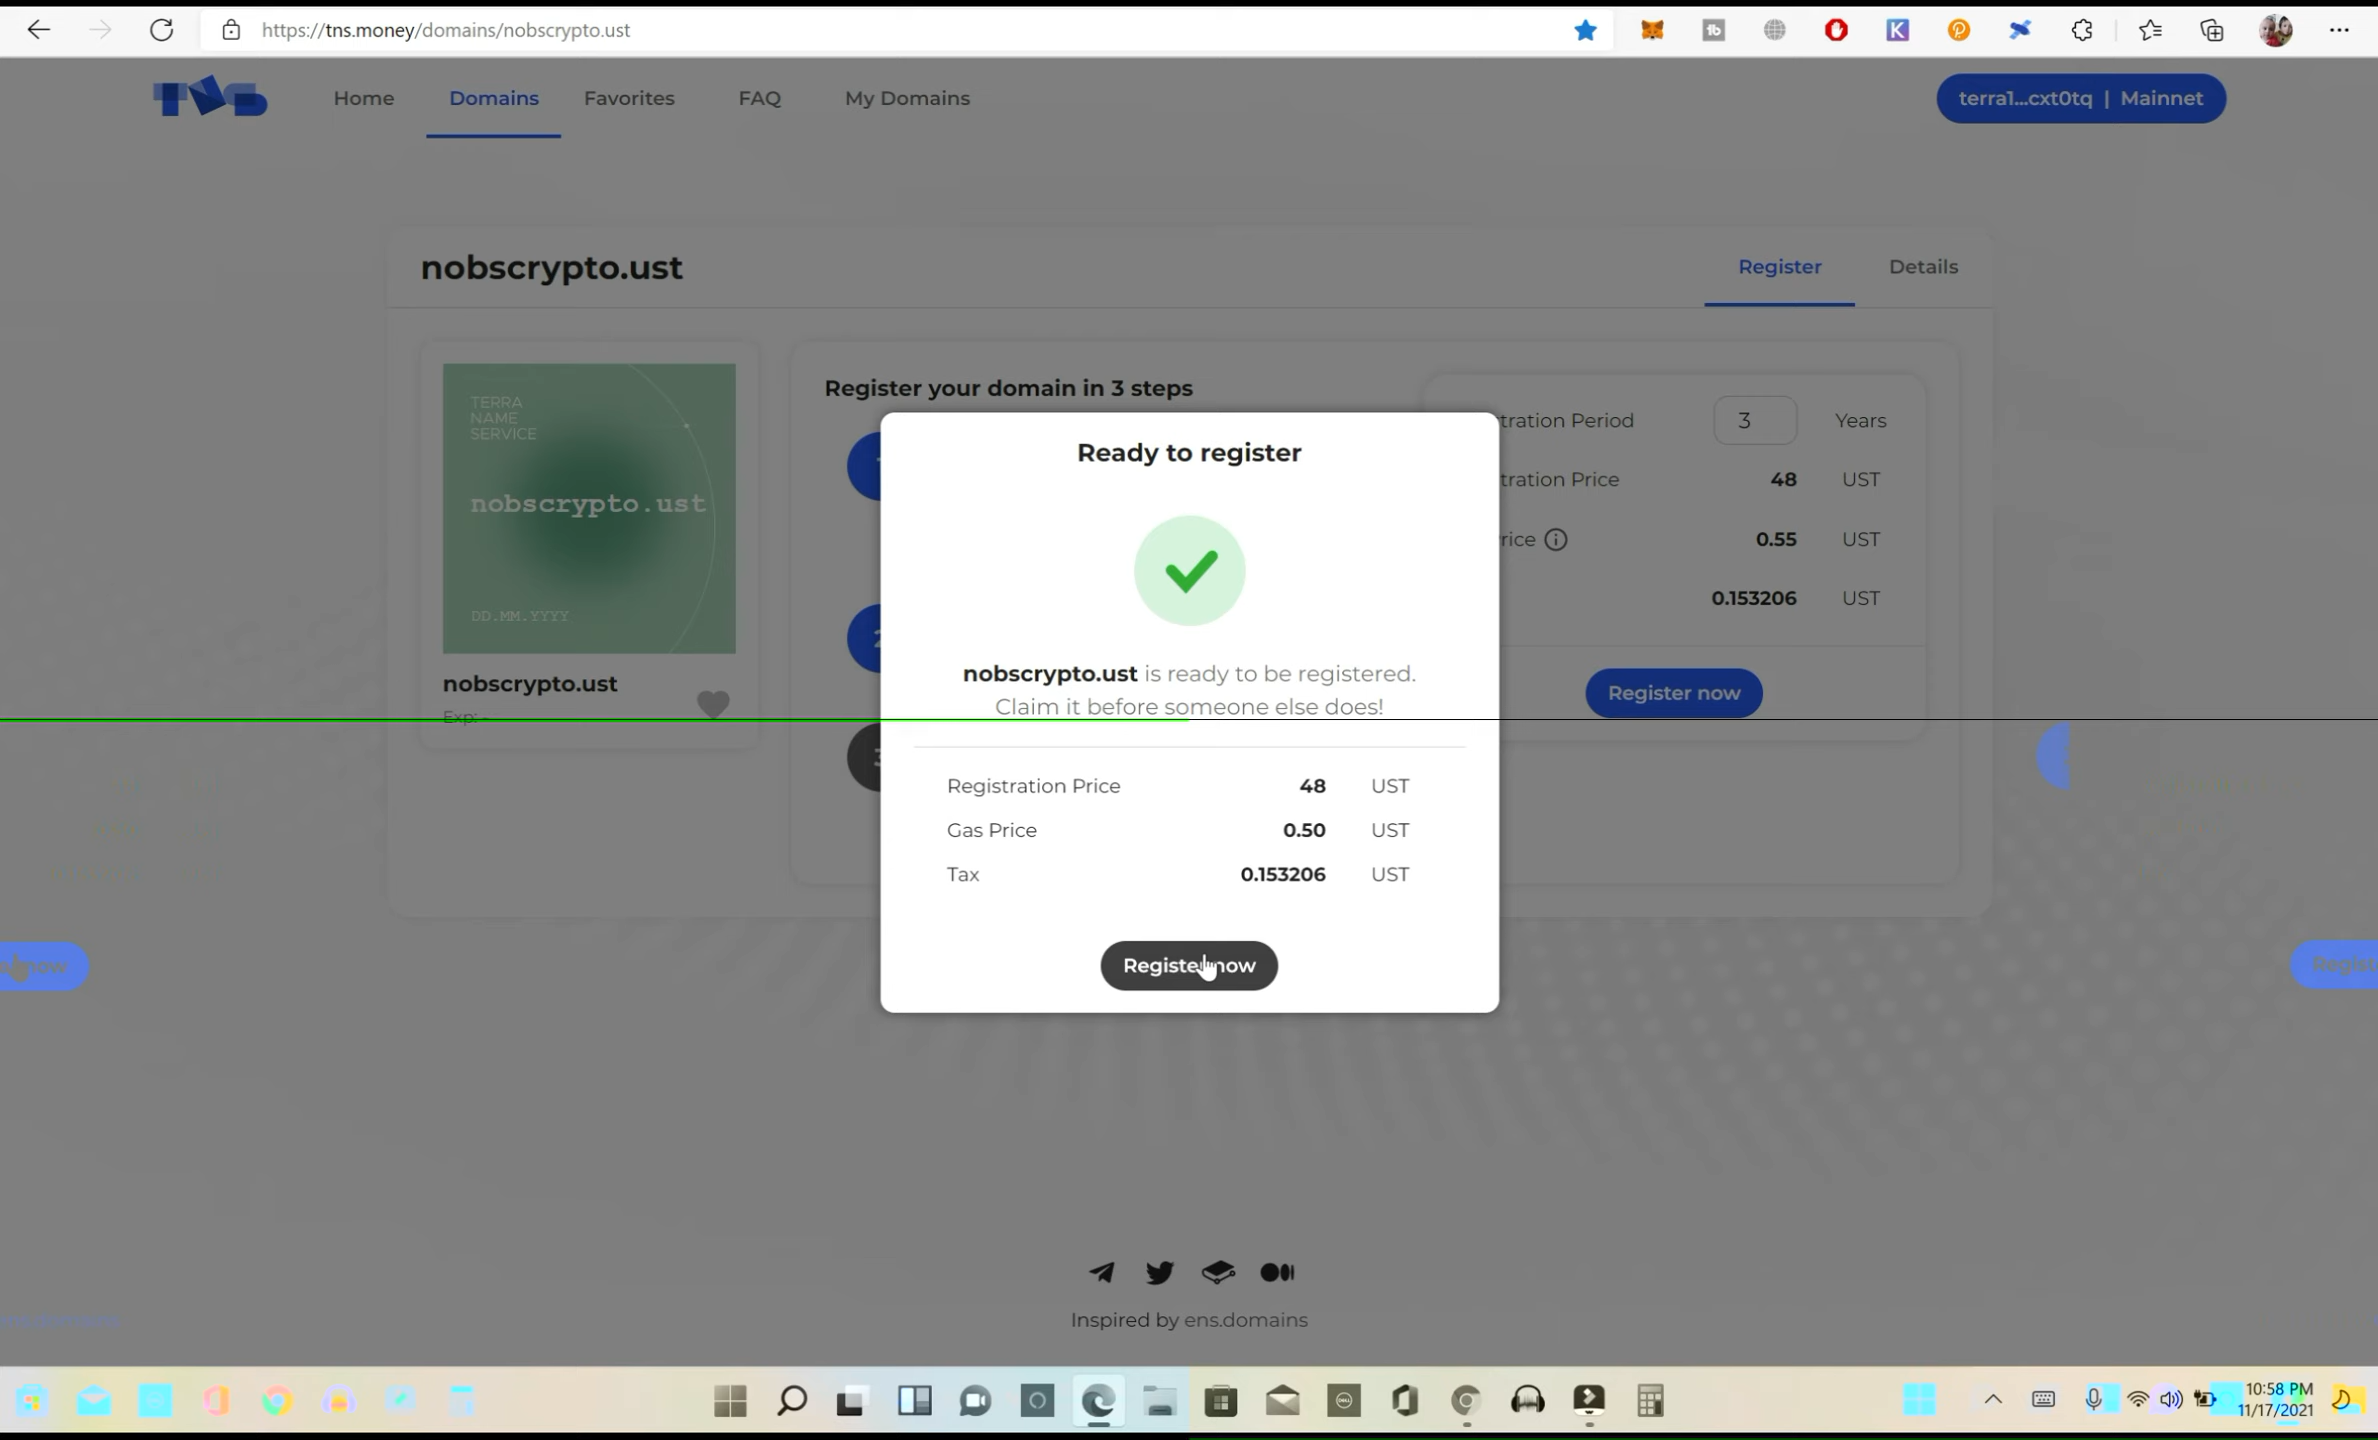 https://tns.money/domains/nobscrypto.ust
TNS
Home
Domains
Favorites
FAQ
My Domains
terra1...cxt0tq | Mainnet
nobscrypto.ust
Register
Details
TERRA
NAME
SERVICE
nobscrypto.ust
DD.MM.YYYY
nobscrypto.ust
Exp: -
Register your domain in 3 steps
tration Period
3
Years
tration Price
48
UST
rice
0.55
UST
0.153206
UST
Register now
Ready to register
nobscrypto.ust is ready to be registered.
Claim it before someone else does!
Registration Price
48
UST
Gas Price
0.50
UST
Tax
0.153206
UST
Register now
Inspired by ens.domains
10:58 PM
11/17/2021